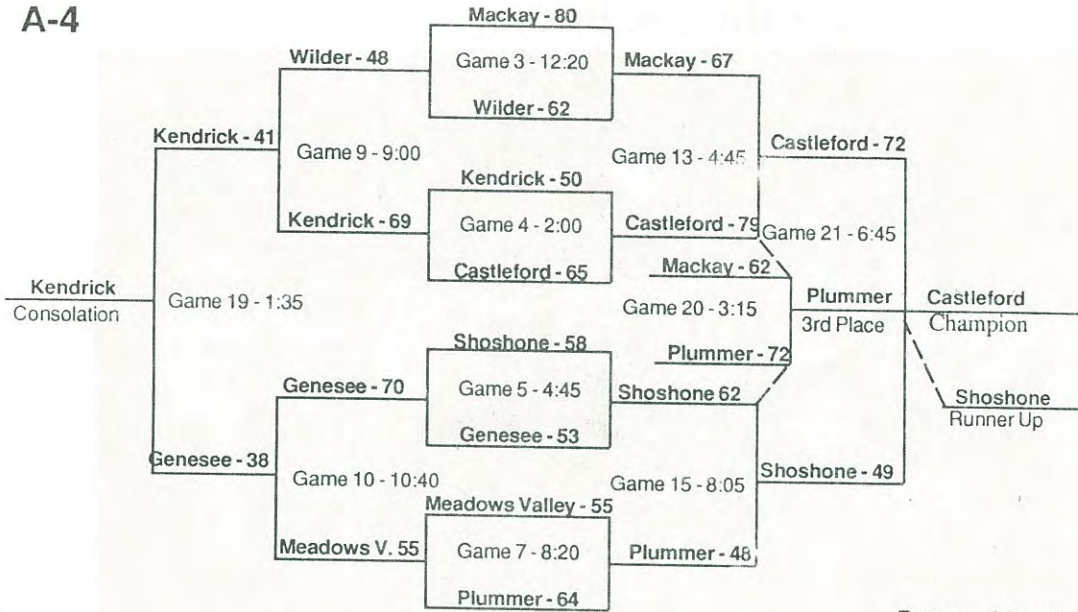 A-4
Mackay - 80
Wilder - 48
Game 3 - 12:20
Mackay - 67
Wilder - 62
Kendrick - 41
Game 9 - 9:00
Game 13 - 4:45
Castleford - 72
Kendrick - 50
Kendrick - 69
Game 4 - 2:00
Castleford - 79
Game 21 - 6:45
Castleford - 65
Mackay - 62
Kendrick
Consolation
Game 19 - 1:35
Game 20 - 3:15
Plummer
3rd Place
Castleford
Champion
Shoshone - 58
Plummer - 72
Genesee - 70
Game 5 - 4:45
Shoshone 62
Shoshone
Runner Up
Genesee - 53
Genesee - 38
Game 10 - 10:40
Game 15 - 8:05
Shoshone - 49
Meadows Valley - 55
Meadows V. 55
Game 7 - 8:20
Plummer - 48
Plummer - 64